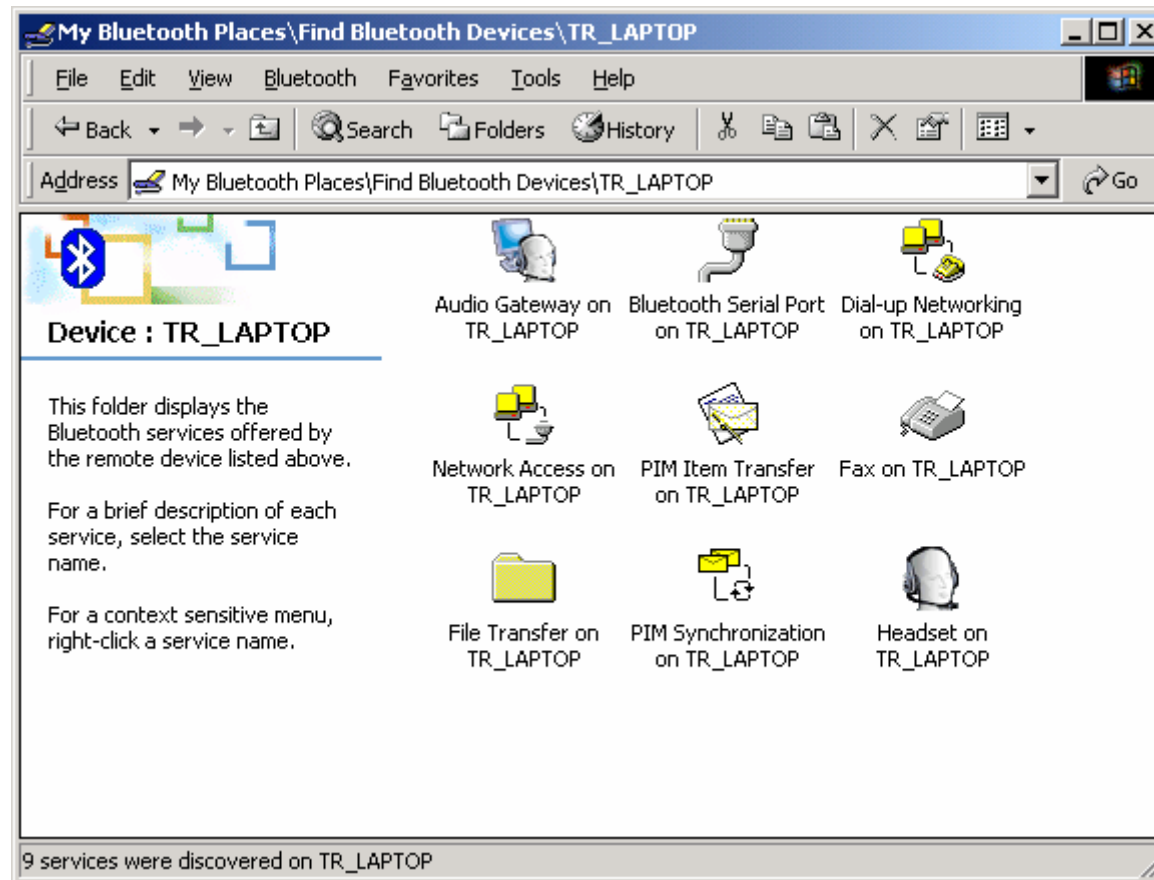 My Bluetooth Places\Find Bluetooth Devices\TR_LAPTOP
File Edit View Bluetooth Favorites Tools Help
Back Search Folders History
Address My Bluetooth Places\Find Bluetooth Devices\TR_LAPTOP Go
Device : TR_LAPTOP
This folder displays the
Bluetooth services offered by
the remote device listed above.
For a brief description of each
service, select the service
name.
For a context sensitive menu,
right-click a service name.
Audio Gateway on
TR_LAPTOP
Bluetooth Serial Port
on TR_LAPTOP
Dial-up Networking
on TR_LAPTOP
Network Access on
TR_LAPTOP
PIM Item Transfer
on TR_LAPTOP
Fax on TR_LAPTOP
File Transfer on
TR_LAPTOP
PIM Synchronization
on TR_LAPTOP
Headset on
TR_LAPTOP
9 services were discovered on TR_LAPTOP